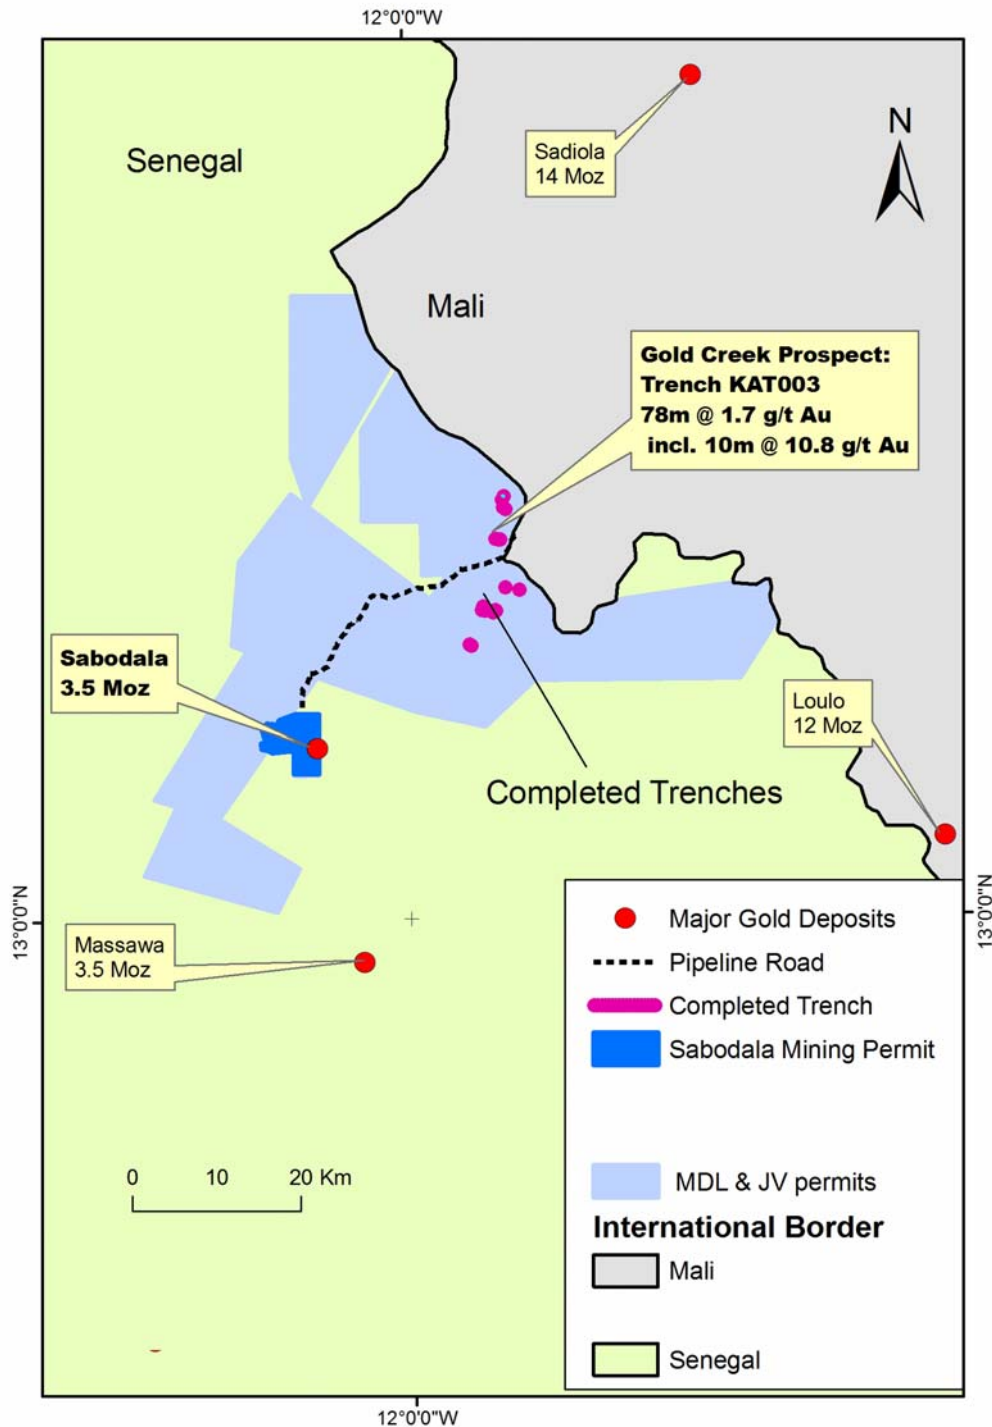 12°0'0"W
N
Senegal
Sadiola
14 Moz
Mali
Gold Creek Prospect:
Trench KAT003
78m @ 1.7 g/t Au
incl. 10m @ 10.8 g/t Au
Sabodala
3.5 Moz
Loulo
12 Moz
Completed Trenches
13°0'0"N
13°0'0"N
Massawa
3.5 Moz
Major Gold Deposits
Pipeline Road
Completed Trench
Sabodala Mining Permit
0 10 20 Km
MDL & JV permits
International Border
Mali
Senegal
12°0'0"W